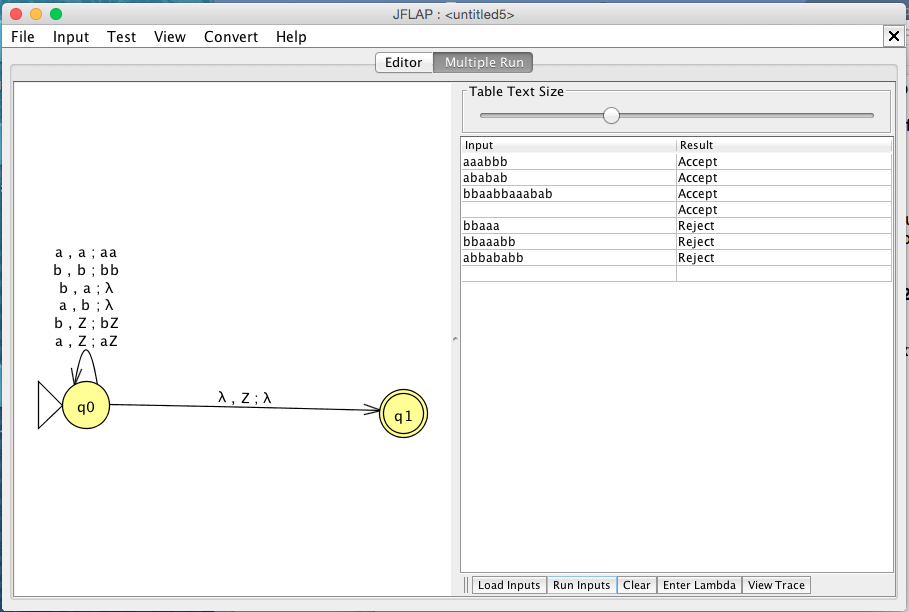 JFLAP : <untitled5>
File Input Test View Convert Help
Editor Multiple Run
Table Text Size
Input Result
aaabbb Accept
ababab Accept
bbaabbaaabab Accept
Accept
bbaaa Reject
bbaaabb Reject
abbababb Reject
a , a ; aa
b , b ; bb
b , a ; λ
a , b ; λ
b , Z ; bZ
a , Z ; aZ
λ , Z ; λ
q0
q1
Load Inputs Run Inputs Clear Enter Lambda View Trace